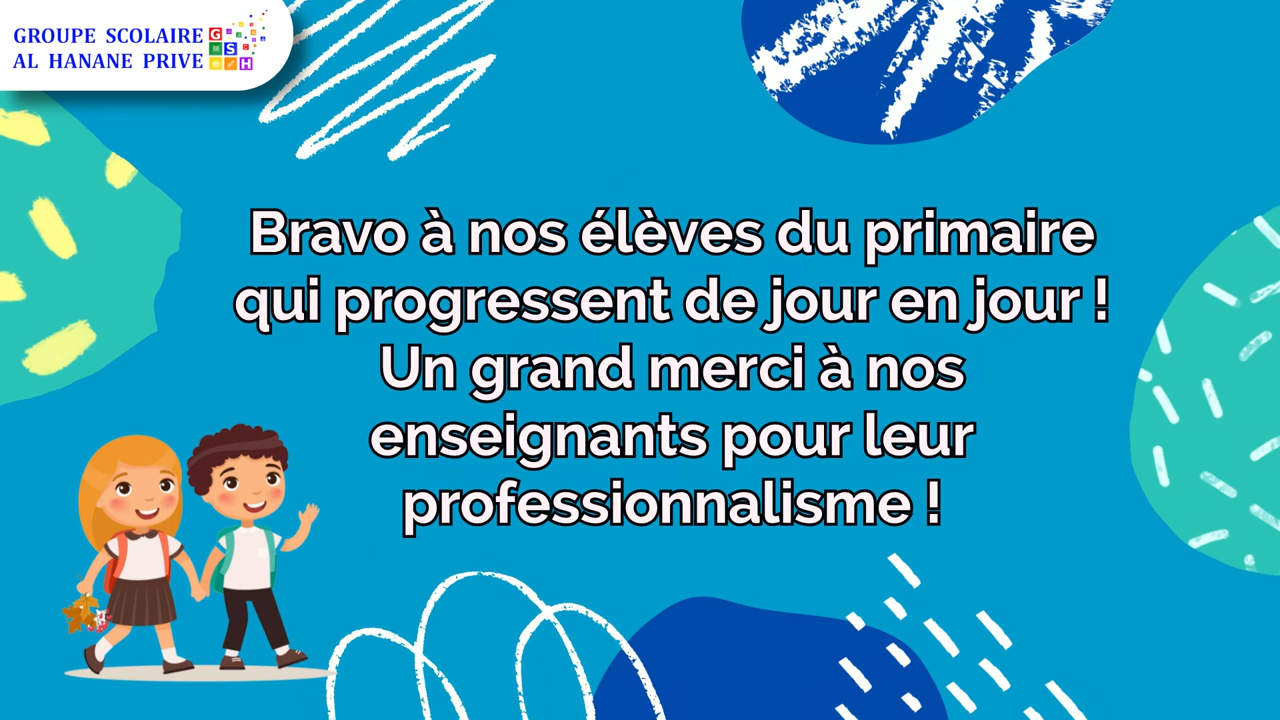 GROUPE SCOLAIRE
AL HANANE PRIVE
G
S
H
Bravo à nos élèves du primaire
qui progressent de jour en jour !
Un grand merci à nos
enseignants pour leur
professionnalisme !